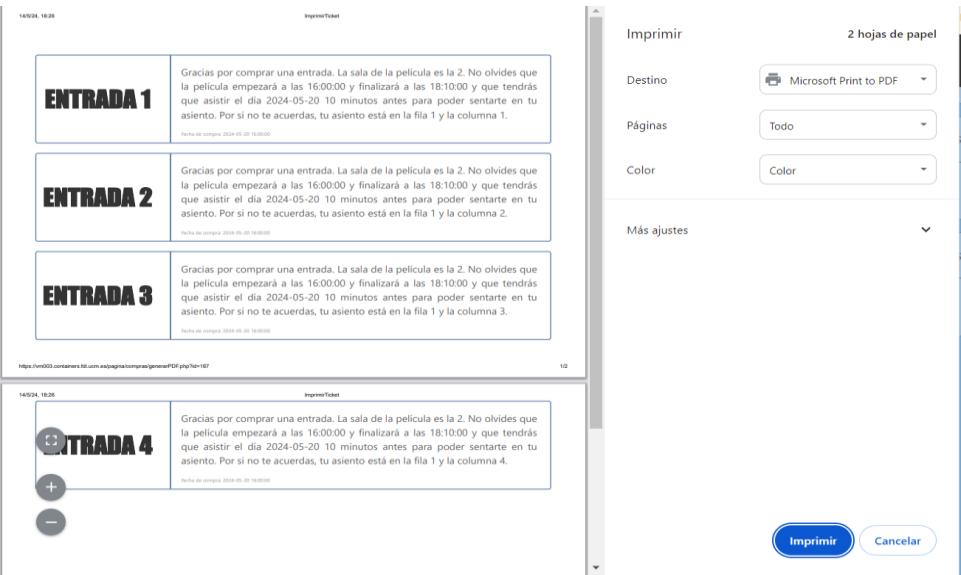 14/5/24, 18:26 ImprimirTicket
ENTRADA 1
Gracias por comprar una entrada. La sala de la película es la 2. No olvides que
la película empezará a las 16:00:00 y finalizará a las 18:10:00 y que tendrás
que asistir el día 2024-05-20 10 minutos antes para poder sentarte en tu
asiento. Por si no te acuerdas, tu asiento está en la fila 1 y la columna 1.
Fecha de compra: 2024-05-20 16:00:00
ENTRADA 2
Gracias por comprar una entrada. La sala de la película es la 2. No olvides que
la película empezará a las 16:00:00 y finalizará a las 18:10:00 y que tendrás
que asistir el día 2024-05-20 10 minutos antes para poder sentarte en tu
asiento. Por si no te acuerdas, tu asiento está en la fila 1 y la columna 2.
Fecha de compra: 2024-05-20 16:00:00
ENTRADA 3
Gracias por comprar una entrada. La sala de la película es la 2. No olvides que
la película empezará a las 16:00:00 y finalizará a las 18:10:00 y que tendrás
que asistir el día 2024-05-20 10 minutos antes para poder sentarte en tu
asiento. Por si no te acuerdas, tu asiento está en la fila 1 y la columna 3.
Fecha de compra: 2024-05-20 16:00:00
https://vm003.containers.fdi.ucm.es/pagina/compras/generarPDF.php?id=167 1/2
14/5/24, 18:26 ImprimirTicket
NTRADA 4
Gracias por comprar una entrada. La sala de la película es la 2. No olvides que
la película empezará a las 16:00:00 y finalizará a las 18:10:00 y que tendrás
que asistir el día 2024-05-20 10 minutos antes para poder sentarte en tu
asiento. Por si no te acuerdas, tu asiento está en la fila 1 y la columna 4.
Fecha de compra: 2024-05-20 16:00:00
Imprimir 2 hojas de papel
Destino Microsoft Print to PDF
Páginas Todo
Color Color
Más ajustes
Imprimir Cancelar